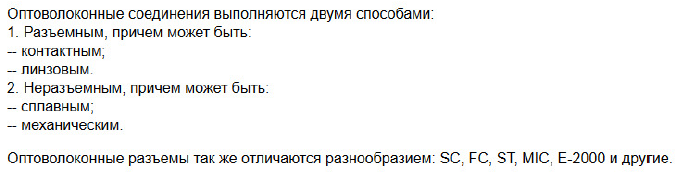 Оптоволоконные соединения выполняются двумя способами:
1. Разъемным, причем может быть:
-- контактным;
-- линзовым.
2. Неразъемным, причем может быть:
-- сплавным;
-- механическим.
Оптоволоконные разъемы так же отличаются разнообразием: SC, FC, ST, MIC, E-2000 и другие.